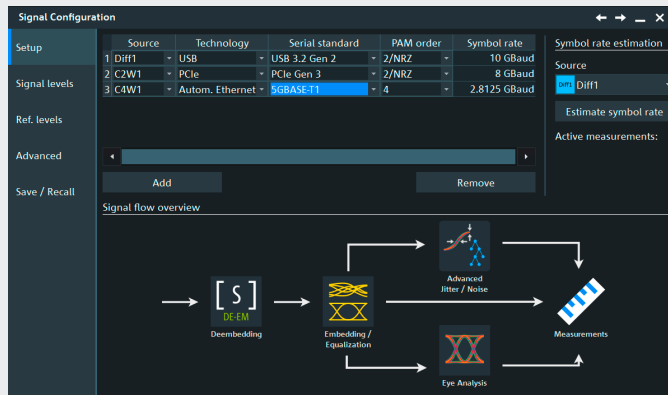 Signal Configuration
Setup
Signal levels
Ref. levels
Advanced
Save / Recall
Source Technology Serial standard PAM order Symbol rate
1 Diff1 USB USB 3.2 Gen 2 2/NRZ 10 GBaud
2 C2W1 PCIe PCIe Gen 3 2/NRZ 8 GBaud
3 C4W1 Autom. Ethernet 5GBASE-T1 4 2.8125 GBaud
Add
Remove
Symbol rate estimation
Source
Diff1 Diff1
Estimate symbol rate
Active measurements:
Signal flow overview
[S]
DE-EM
Deembedding
Embedding /
Equalization
Advanced
Jitter / Noise
Eye Analysis
Measurements